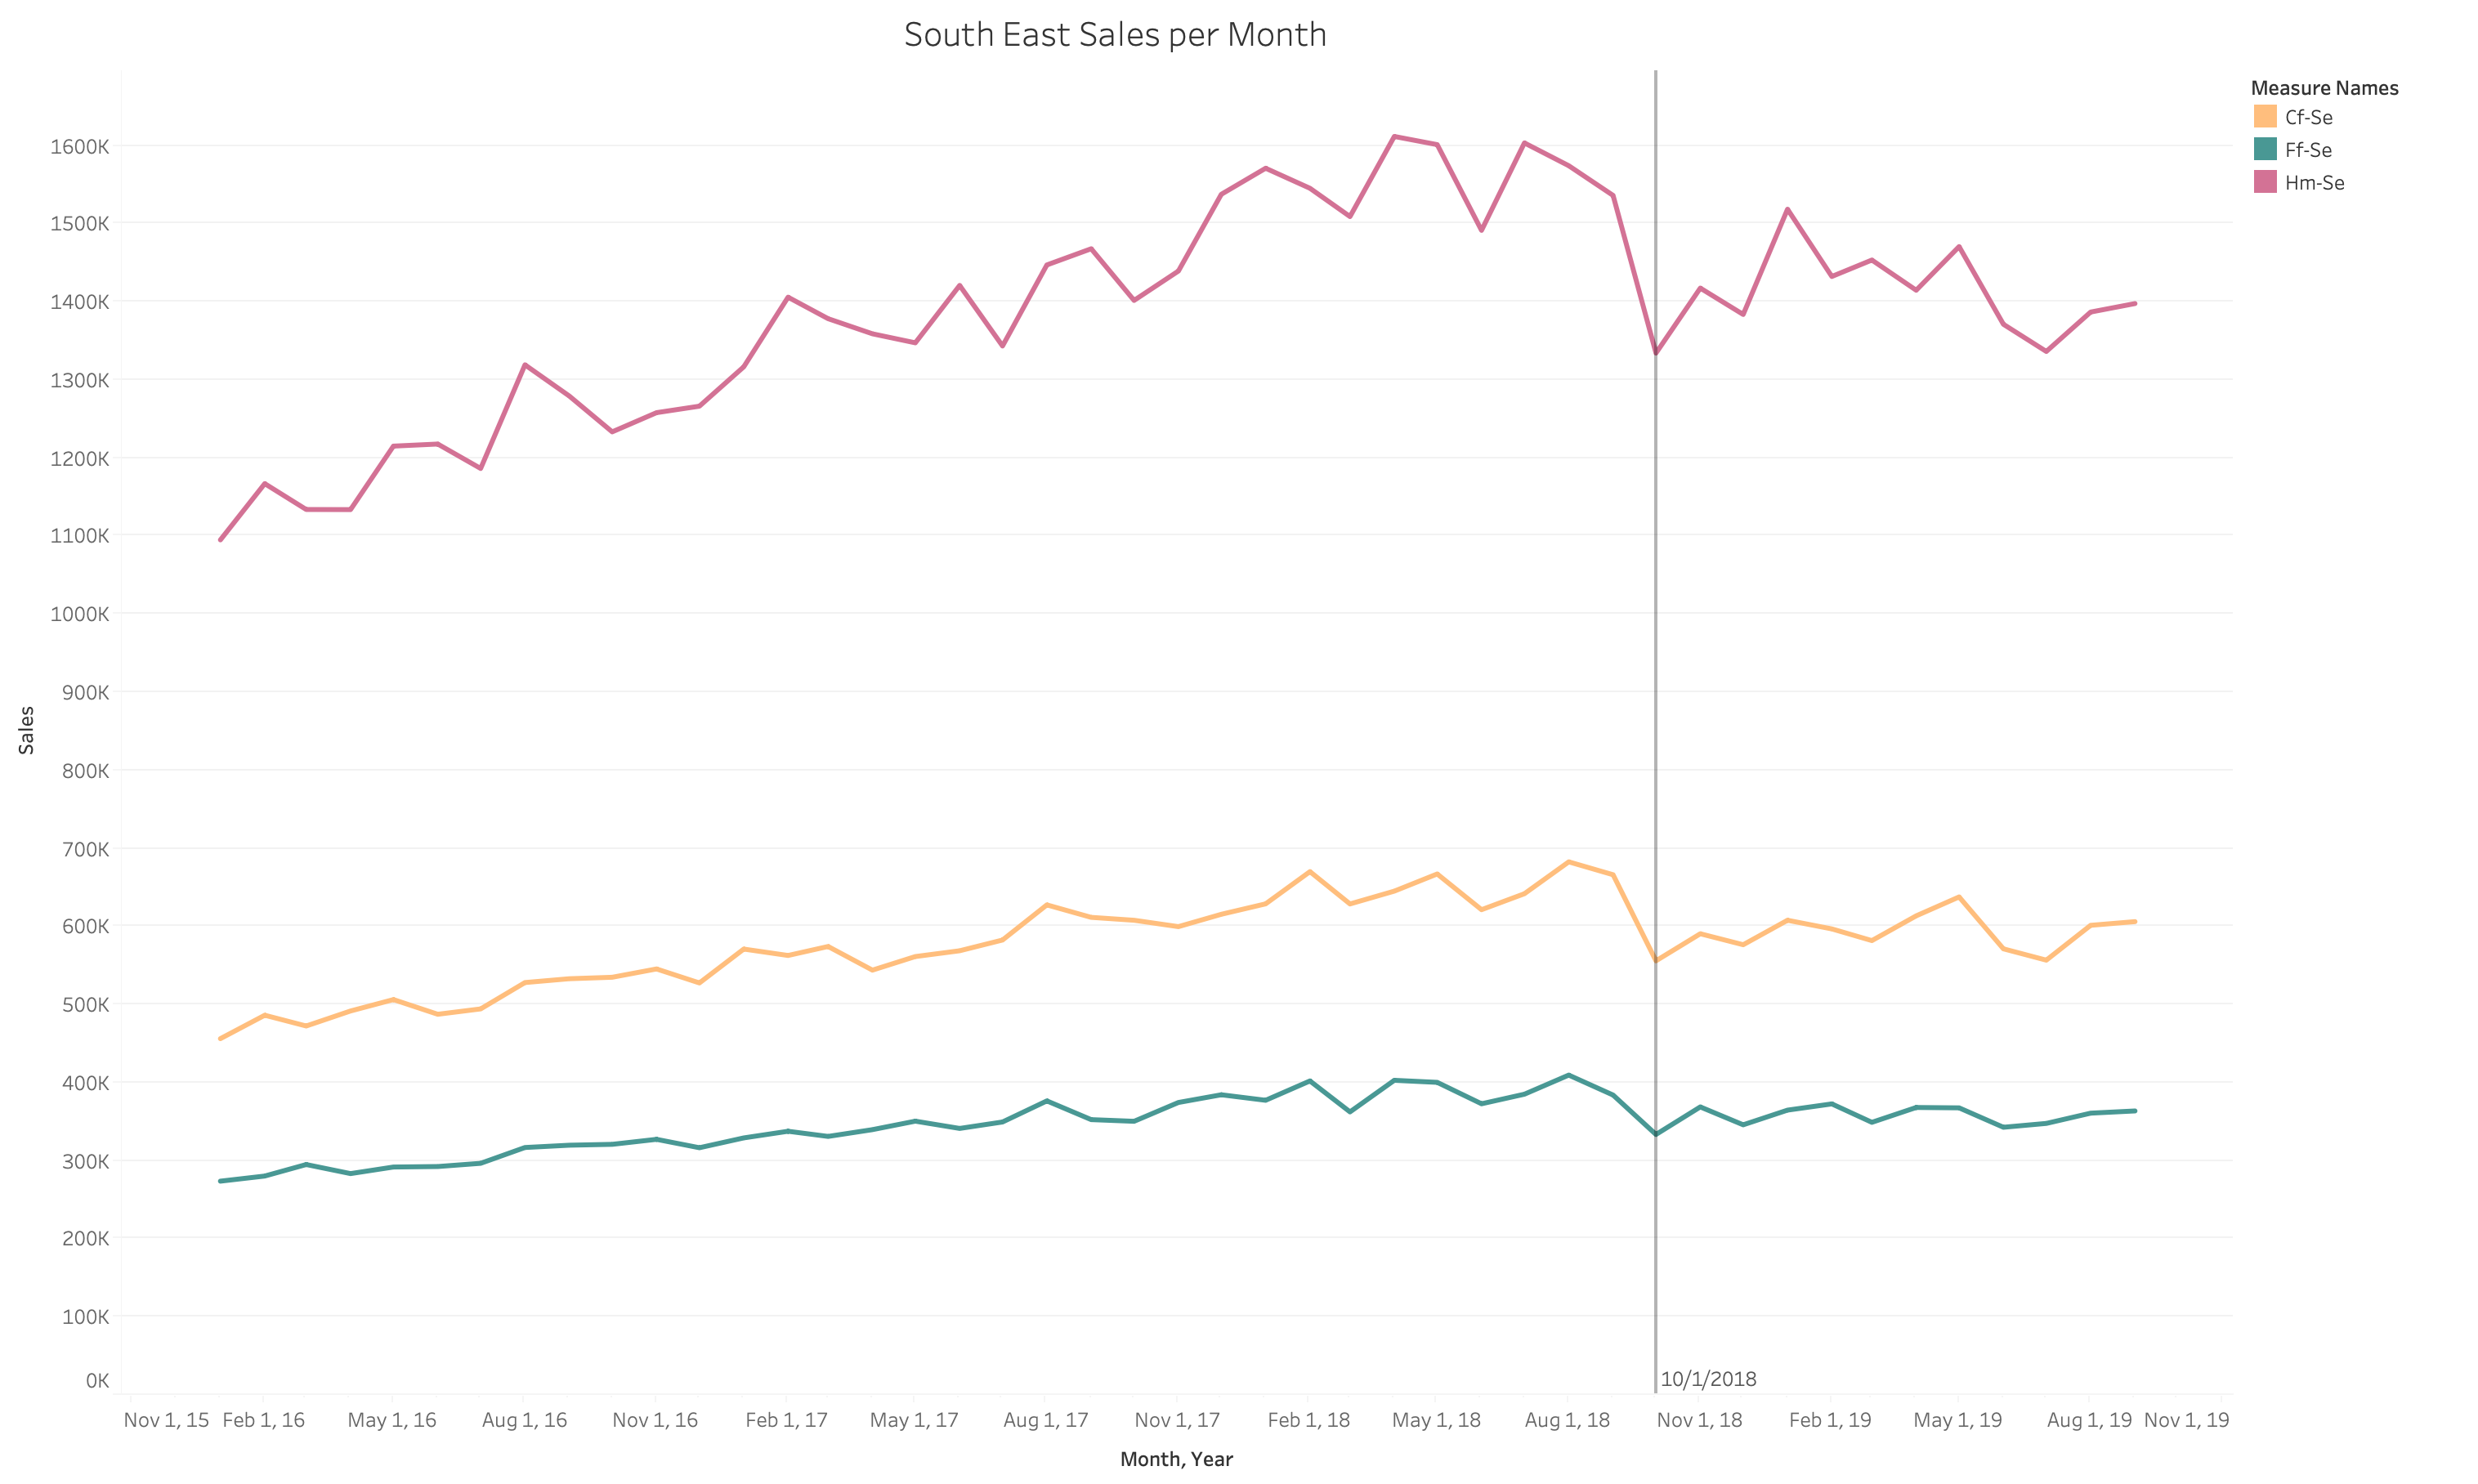 South East Sales per Month
Measure Names
Cf-Se
Ff-Se
Hm-Se
1600K
1500K
1400K
1300K
1200K
1100K
1000K
900K
800K
700K
600K
500K
400K
300K
200K
100K
0K
Sales
10/1/2018
Nov 1, 15 Feb 1, 16 May 1, 16 Aug 1, 16 Nov 1, 16 Feb 1, 17 May 1, 17 Aug 1, 17 Nov 1, 17 Feb 1, 18 May 1, 18 Aug 1, 18 Nov 1, 18 Feb 1, 19 May 1, 19 Aug 1, 19 Nov 1, 19
Month, Year